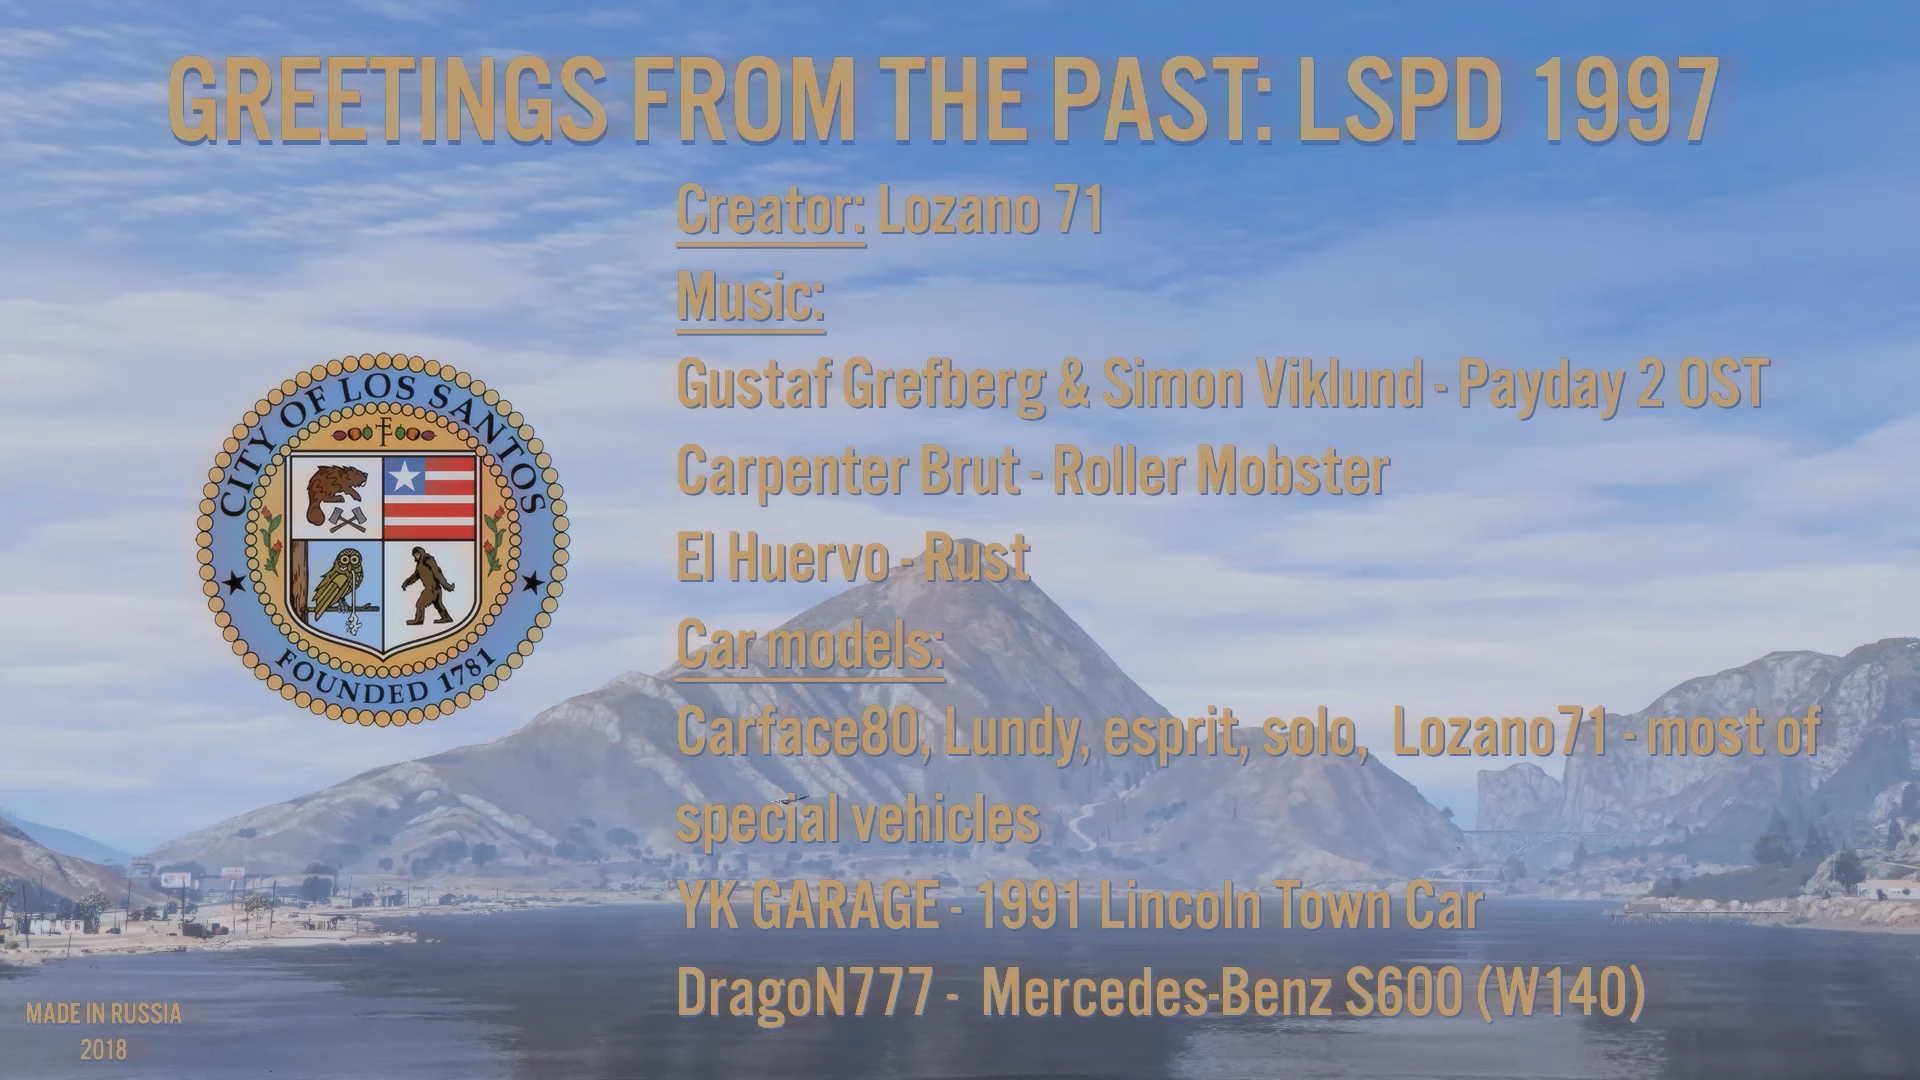 GREETINGS FROM THE PAST: LSPD 1997
Creator: Lozano 71
Music:
Gustaf Grefberg & Simon Viklund - Payday 2 OST
Carpenter Brut - Roller Mobster
El Huervo - Rust
Car models:
Carface80, Lundy, esprit, solo,  Lozano71 - most of
special vehicles
YK GARAGE - 1991 Lincoln Town Car
DragoN777 -  Mercedes-Benz S600 (W140)
CITY OF LOS SANTOS
FOUNDED 1781
MADE IN RUSSIA
2018